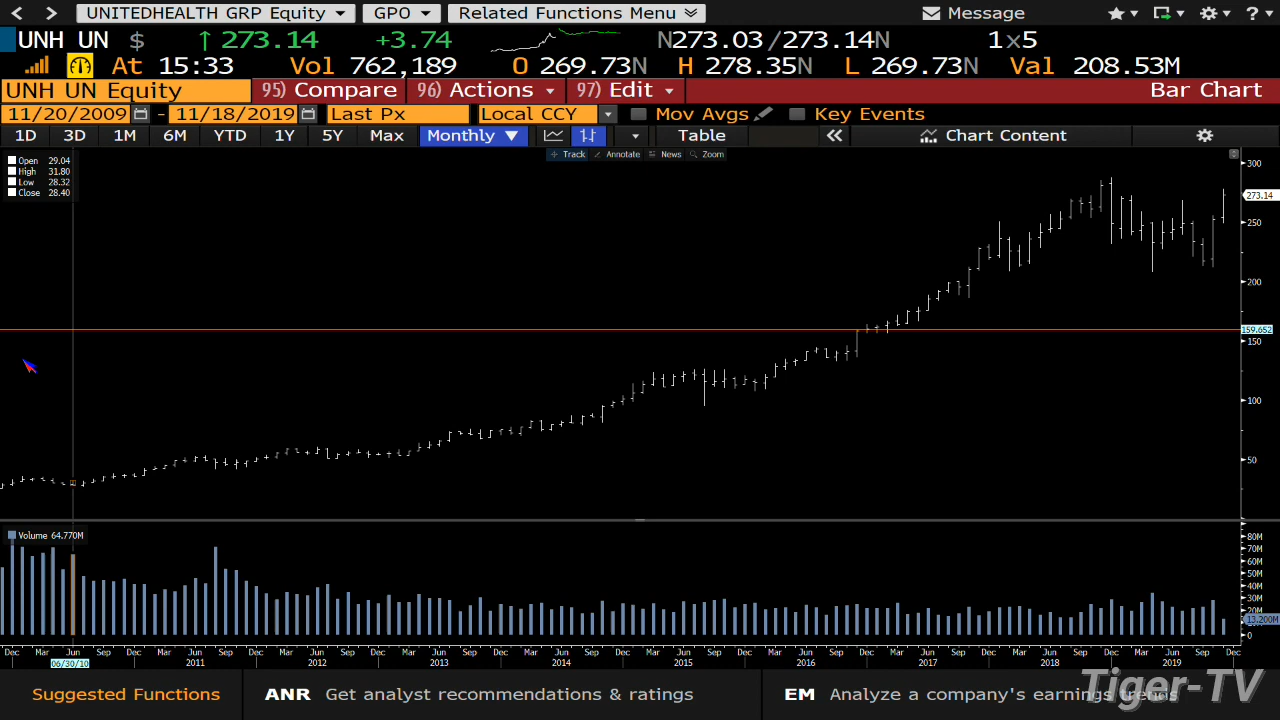 UNITEDHEALTH GRP Equity GPO Related Functions Menu Message ?
UNH UN $ ↑ 273.14 +3.74 N273.03/273.14N 1x5
At 15:33 Vol 762,189 O 269.73N H 278.35N L 269.73N Val 208.53M
UNH UN Equity 95) Compare 96) Actions 97) Edit Bar Chart
11/20/2009 - 11/18/2019 Last Px Local CCY Mov Avgs Key Events
1D 3D 1M 6M YTD 1Y 5Y Max Monthly ▼ Table « Chart Content
Track Annotate News Zoom
Open 29.04
High 31.80
Low 28.32
Close 28.40
300
273.14
250
200
159.652
150
100
50
Volume 64.770M
80M
70M
60M
50M
40M
30M
20M
13.200M
0
Dec Mar Jun Sep Dec Mar Jun Sep Dec Mar Jun Sep Dec Mar Jun Sep Dec Mar Jun Sep Dec Mar Jun Sep Dec Mar Jun Sep Dec Mar Jun Sep Dec Mar Jun Sep Dec Mar Jun Sep Dec
06/30/10 2011 2012 2013 2014 2015 2016 2017 2018 2019
Suggested Functions ANR Get analyst recommendations & ratings EM Analyze a company's earnings trends
Tiger-TV